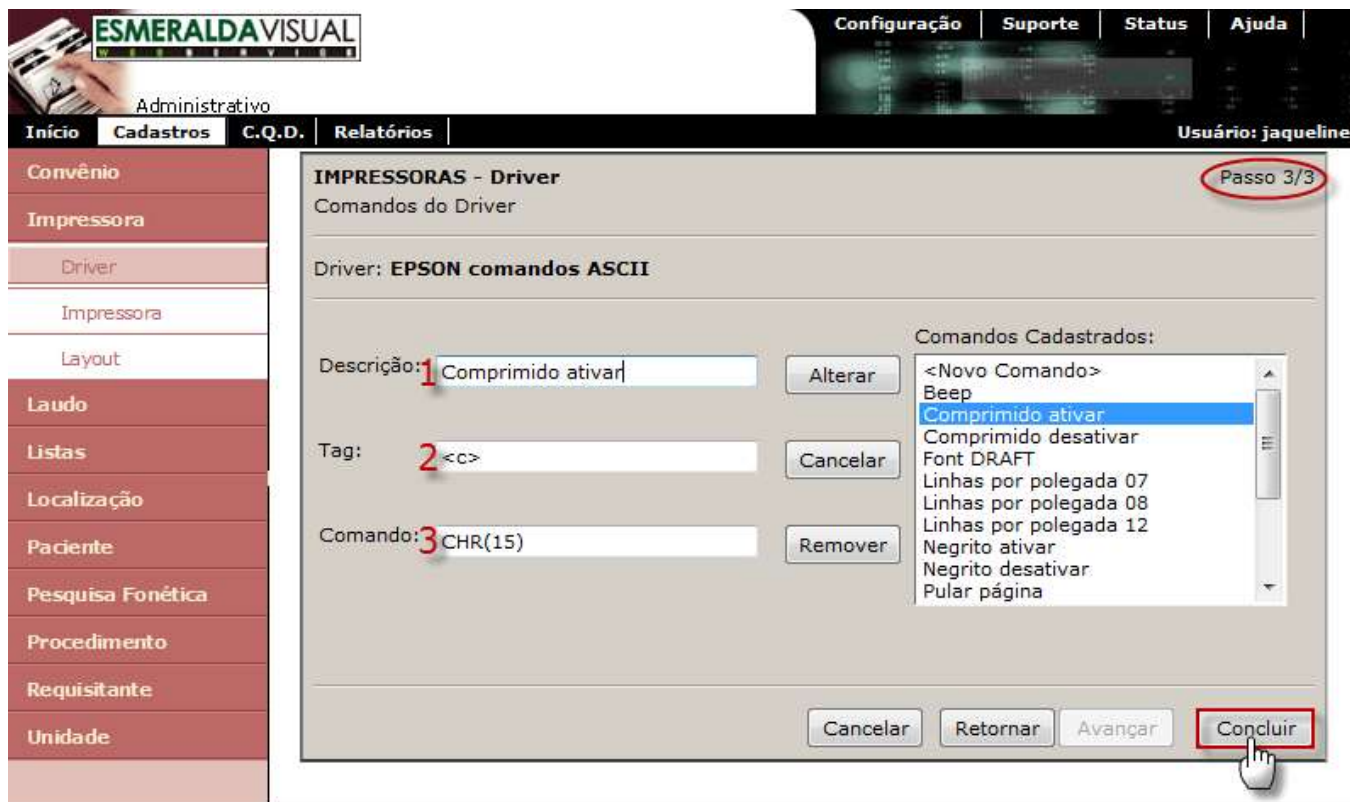 ESMERALDAVISUAL
WEBSERVICE
Administrativo
Configuração Suporte Status Ajuda
Início Cadastros C.Q.D. Relatórios
Usuário: jaqueline
Convênio
Impressora
Driver
Impressora
Layout
Laudo
Listas
Localização
Paciente
Pesquisa Fonética
Procedimento
Requisitante
Unidade
IMPRESSORAS - Driver
Passo 3/3
Comandos do Driver
Driver: EPSON comandos ASCII
Descrição: 1 Comprimido ativar
Alterar
Tag: 2 <c>
Cancelar
Comando: 3 CHR(15)
Remover
Comandos Cadastrados:
<Novo Comando>
Beep
Comprimido ativar
Comprimido desativar
Font DRAFT
Linhas por polegada 07
Linhas por polegada 08
Linhas por polegada 12
Negrito ativar
Negrito desativar
Pular página
Cancelar Retornar Avançar Concluir